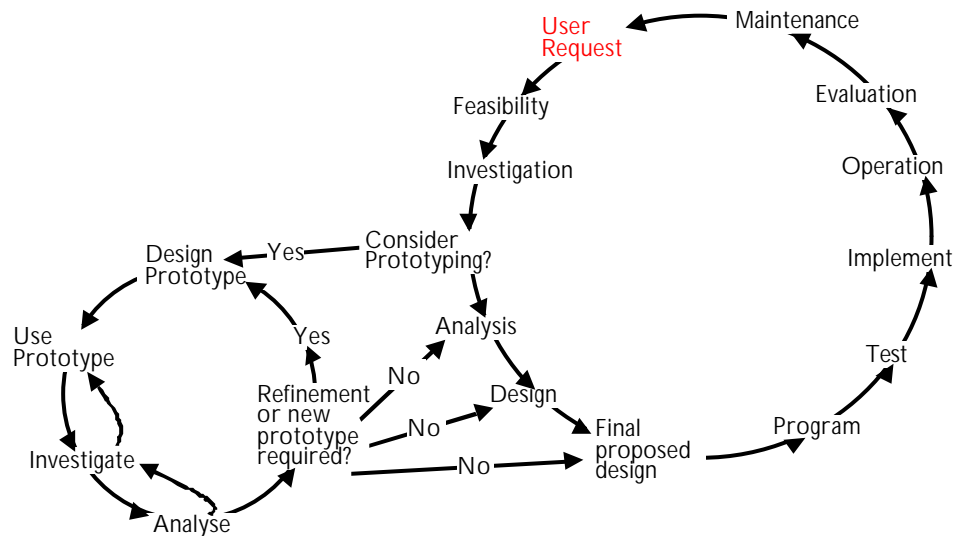 User
Request
Maintenance
Feasibility
Evaluation
Investigation
Operation
Consider
Prototyping?
Yes
Design
Prototype
Implement
Analysis
Use
Prototype
Yes
Test
No
Refinement
or new
prototype
required?
Design
No
Final
proposed
design
Program
Investigate
No
Analyse